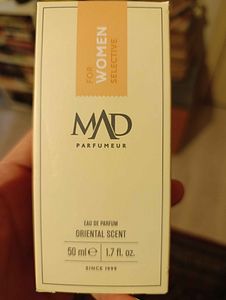 FOR
WOMEN
SELECTIVE
MAD
PARFUMEUR
EAU DE PARFUM
ORIENTAL SCENT
50 ml ℮ 1.7 fl. oz.
SINCE 1999